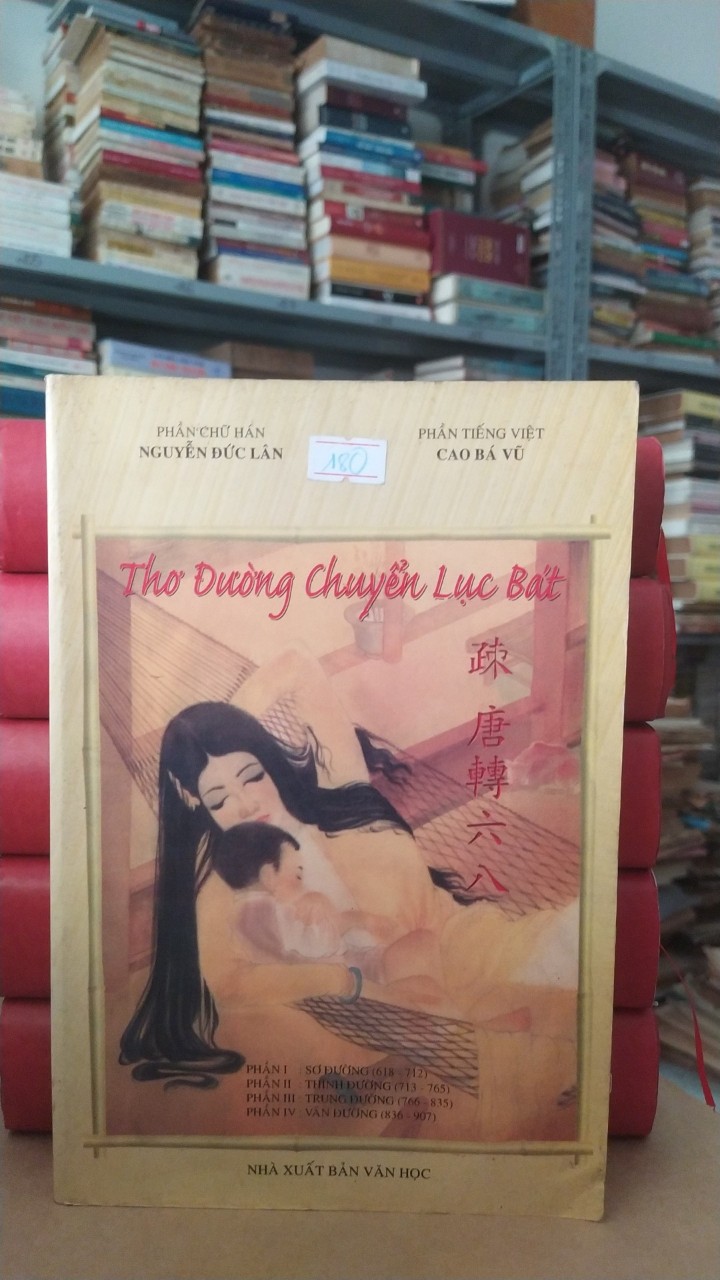 PHẦN CHỮ HÁN
NGUYỄN ĐỨC LÂN
180
PHẦN TIẾNG VIỆT
CAO BÁ VŨ
Thơ Đường Chuyển Lục Bát
疎
唐
轉
六
八
PHẦN I : SƠ ĐƯỜNG (618 - 712)
PHẦN II : THỊNH ĐƯỜNG (713 - 765)
PHẦN III : TRUNG ĐƯỜNG (766 - 835)
PHẦN IV : VÃN ĐƯỜNG (836 - 907)
NHÀ XUẤT BẢN VĂN HỌC